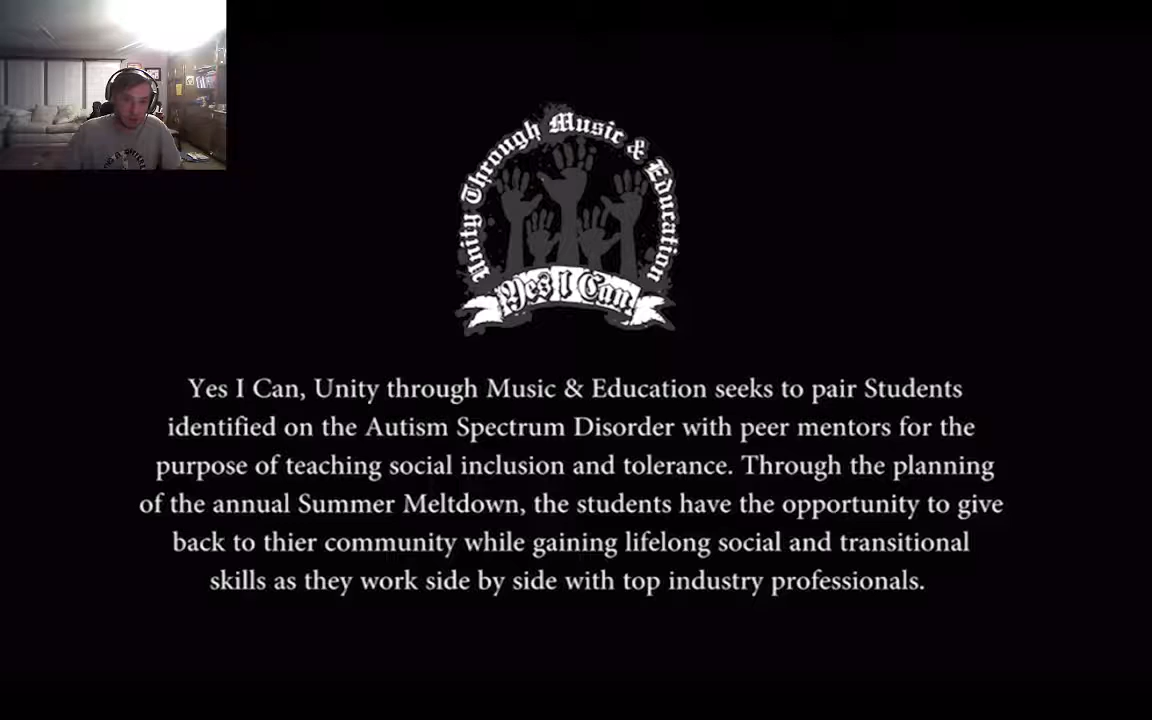 Unity Through Music & Education
Yes I Can
Yes I Can, Unity through Music & Education seeks to pair Students
identified on the Autism Spectrum Disorder with peer mentors for the
purpose of teaching social inclusion and tolerance. Through the planning
of the annual Summer Meltdown, the students have the opportunity to give
back to thier community while gaining lifelong social and transitional
skills as they work side by side with top industry professionals.